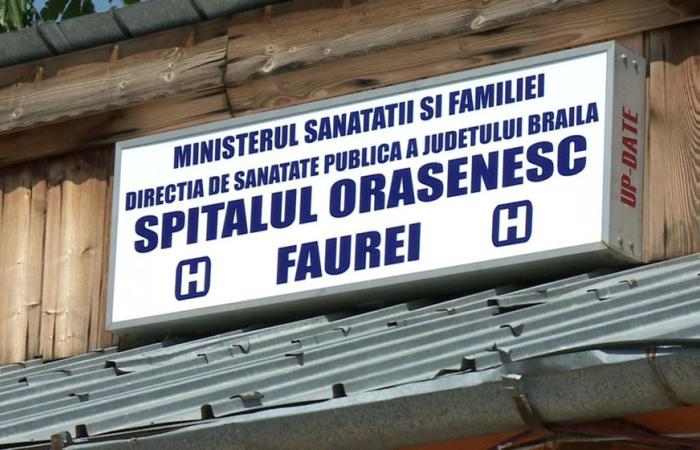 MINISTERUL SANATATII SI FAMILIEI
DIRECTIA DE SANATATE PUBLICA A JUDETULUI BRAILA
SPITALUL ORASENESC
H FAUREI H
UP-DATE